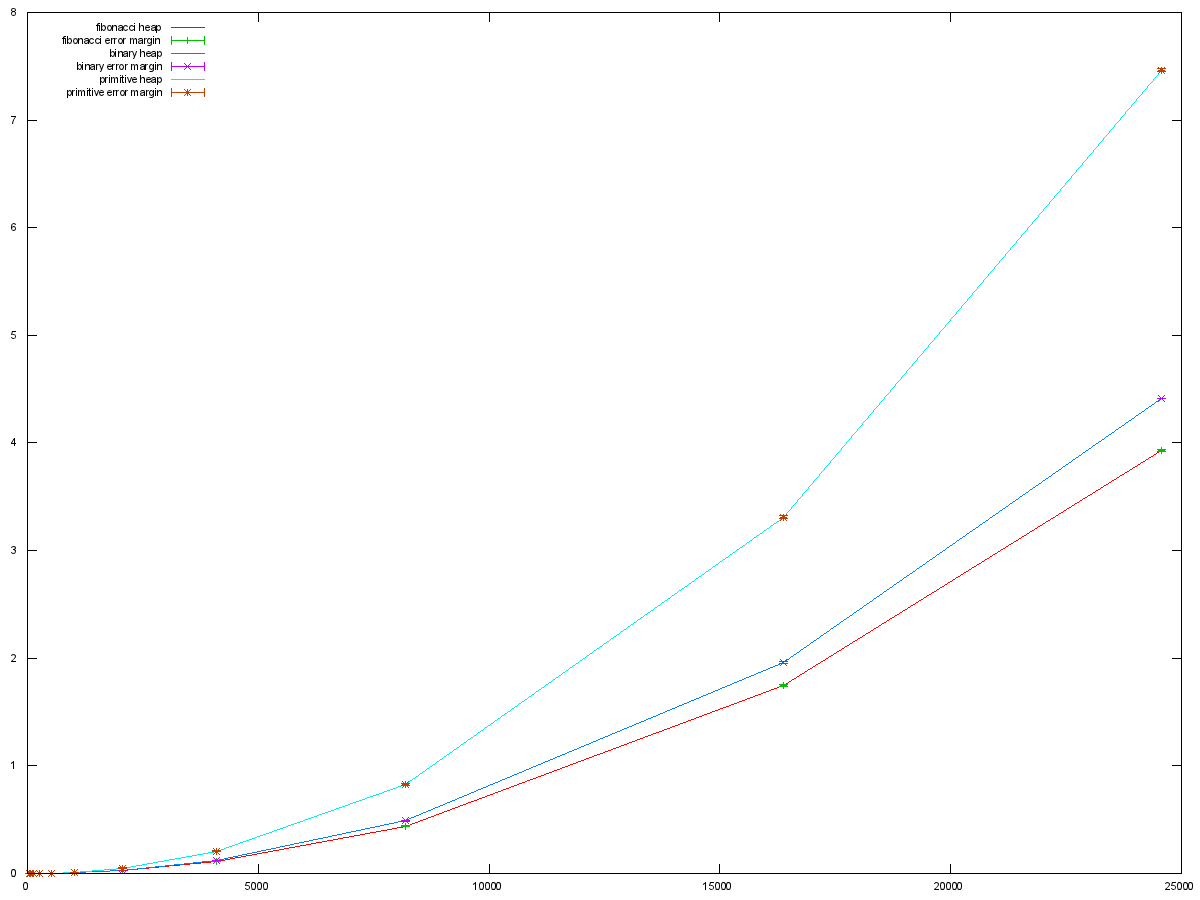 8
fibonacci heap
fibonacci error margin
binary heap
binary error margin
primitive heap
primitive error margin
7
6
5
4
3
2
1
0
0 5000 10000 15000 20000 25000